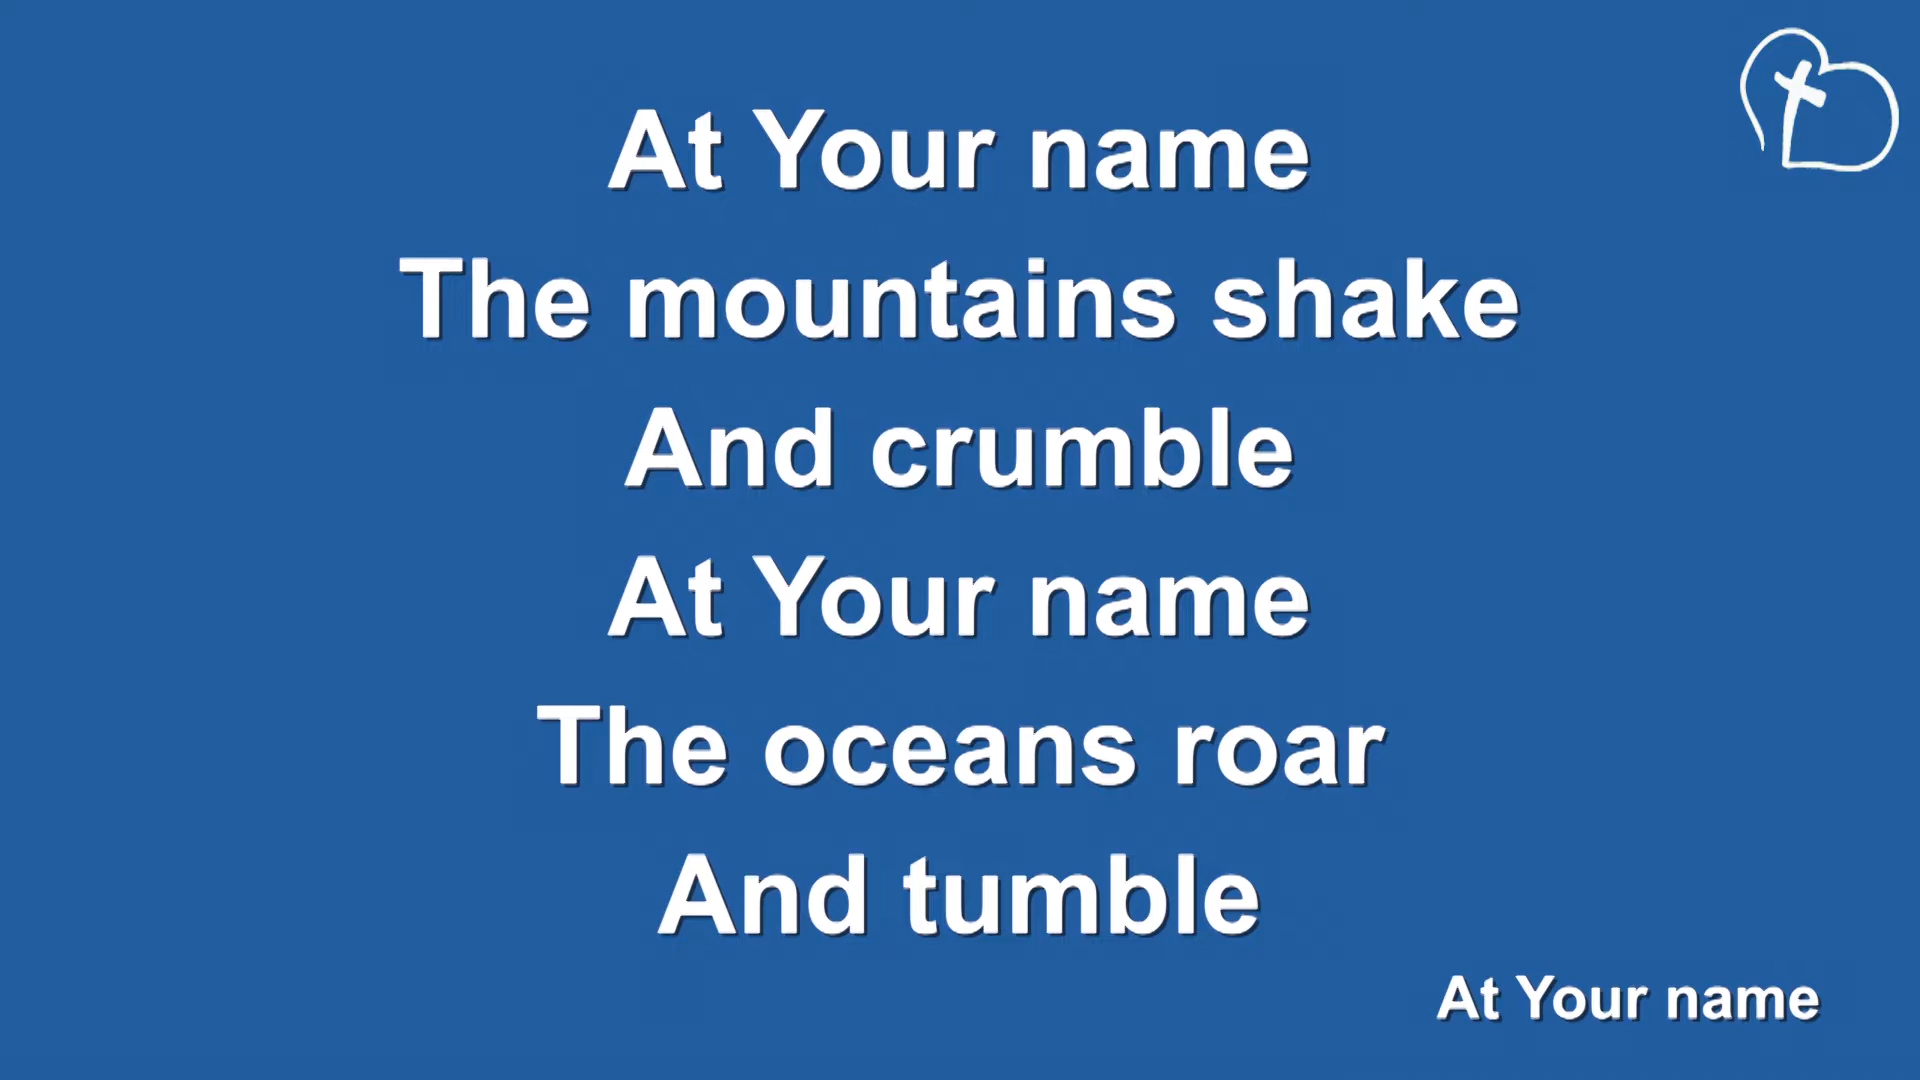 At Your name
The mountains shake
And crumble
At Your name
The oceans roar
And tumble
At Your name